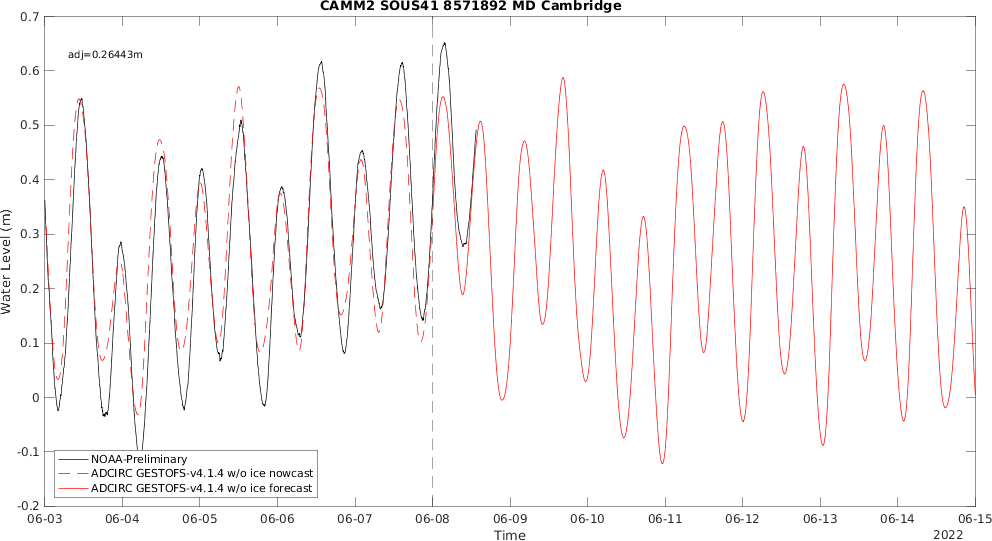 CAMM2 SOUS41 8571892 MD Cambridge
adj=0.26443m
Water Level (m)
0.7
0.6
0.5
0.4
0.3
0.2
0.1
0
-0.1
-0.2
NOAA-Preliminary
ADCIRC GESTOFS-v4.1.4 w/o ice nowcast
ADCIRC GESTOFS-v4.1.4 w/o ice forecast
06-03 06-04 06-05 06-06 06-07 06-08 06-09 06-10 06-11 06-12 06-13 06-14 06-15
Time
2022